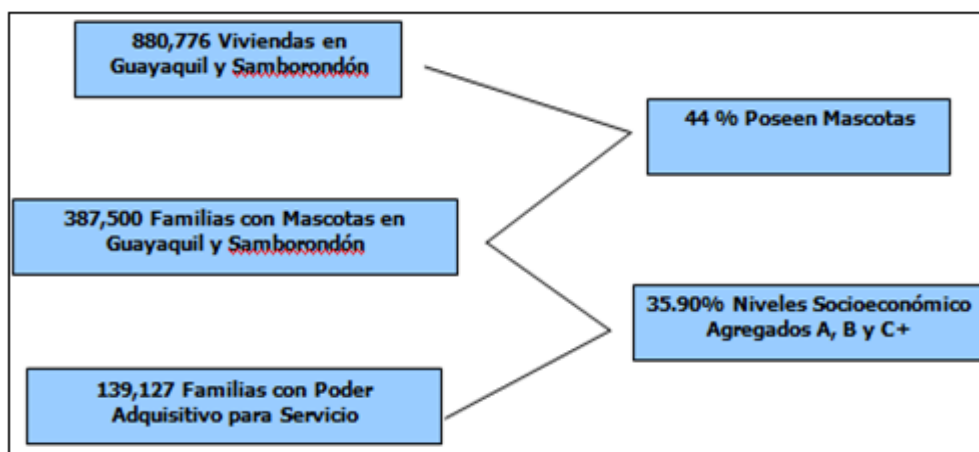 880,776 Viviendas en
Guayaquil y Samborondón
44 % Poseen Mascotas
387,500 Familias con Mascotas en
Guayaquil y Samborondón
35.90% Niveles Socioeconómico
Agregados A, B y C+
139,127 Familias con Poder
Adquisitivo para Servicio